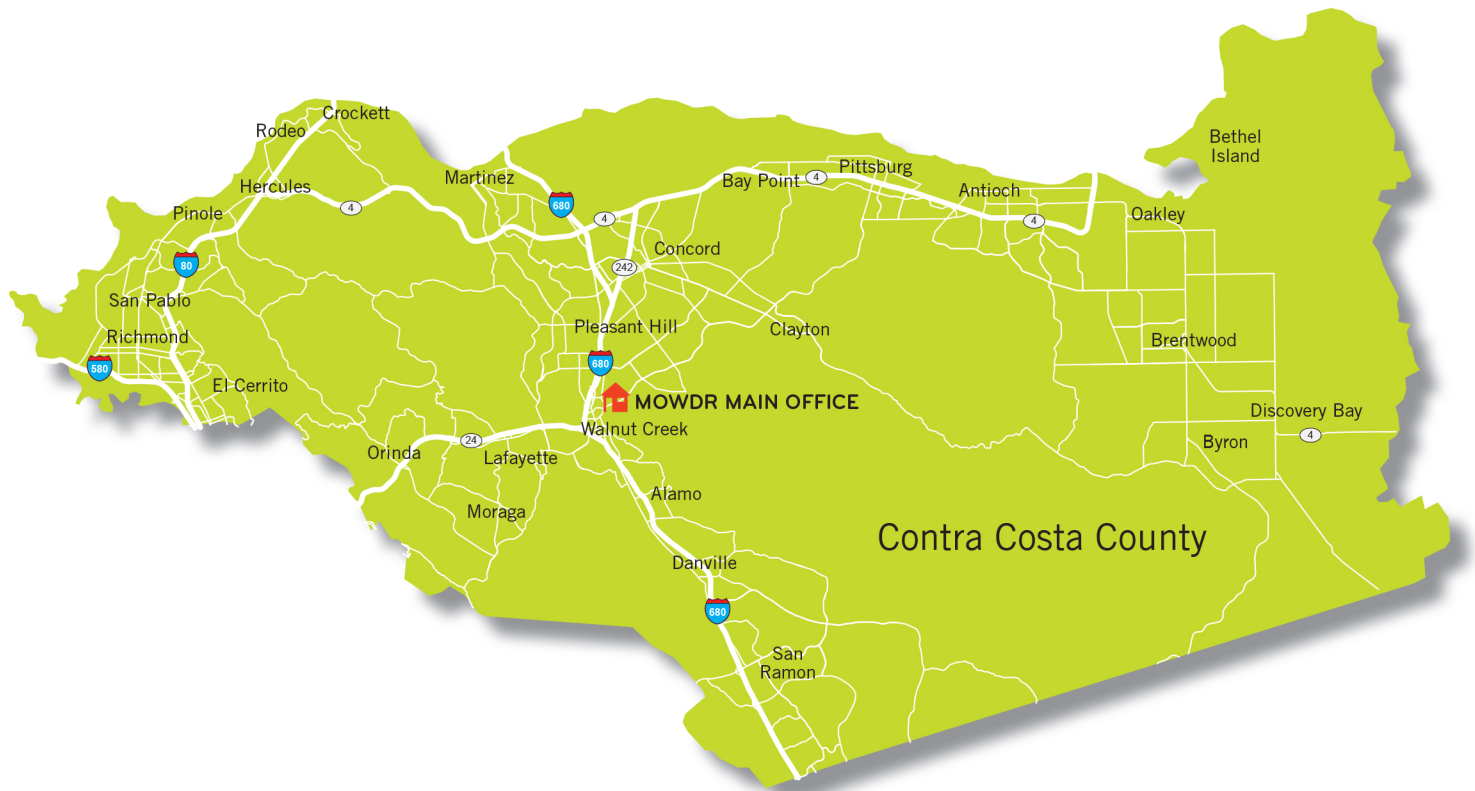 Crockett
Rodeo
Bethel
Island
Martinez
Hercules
4
680
Bay Point
4
Pittsburg
Antioch
Pinole
4
4
Oakley
80
Concord
242
San Pablo
Richmond
Pleasant Hill
Clayton
Brentwood
580
680
El Cerrito
MOWDR MAIN OFFICE
Discovery Bay
4
Walnut Creek
24
Byron
Orinda
Lafayette
Alamo
Moraga
Contra Costa County
Danville
680
San
Ramon